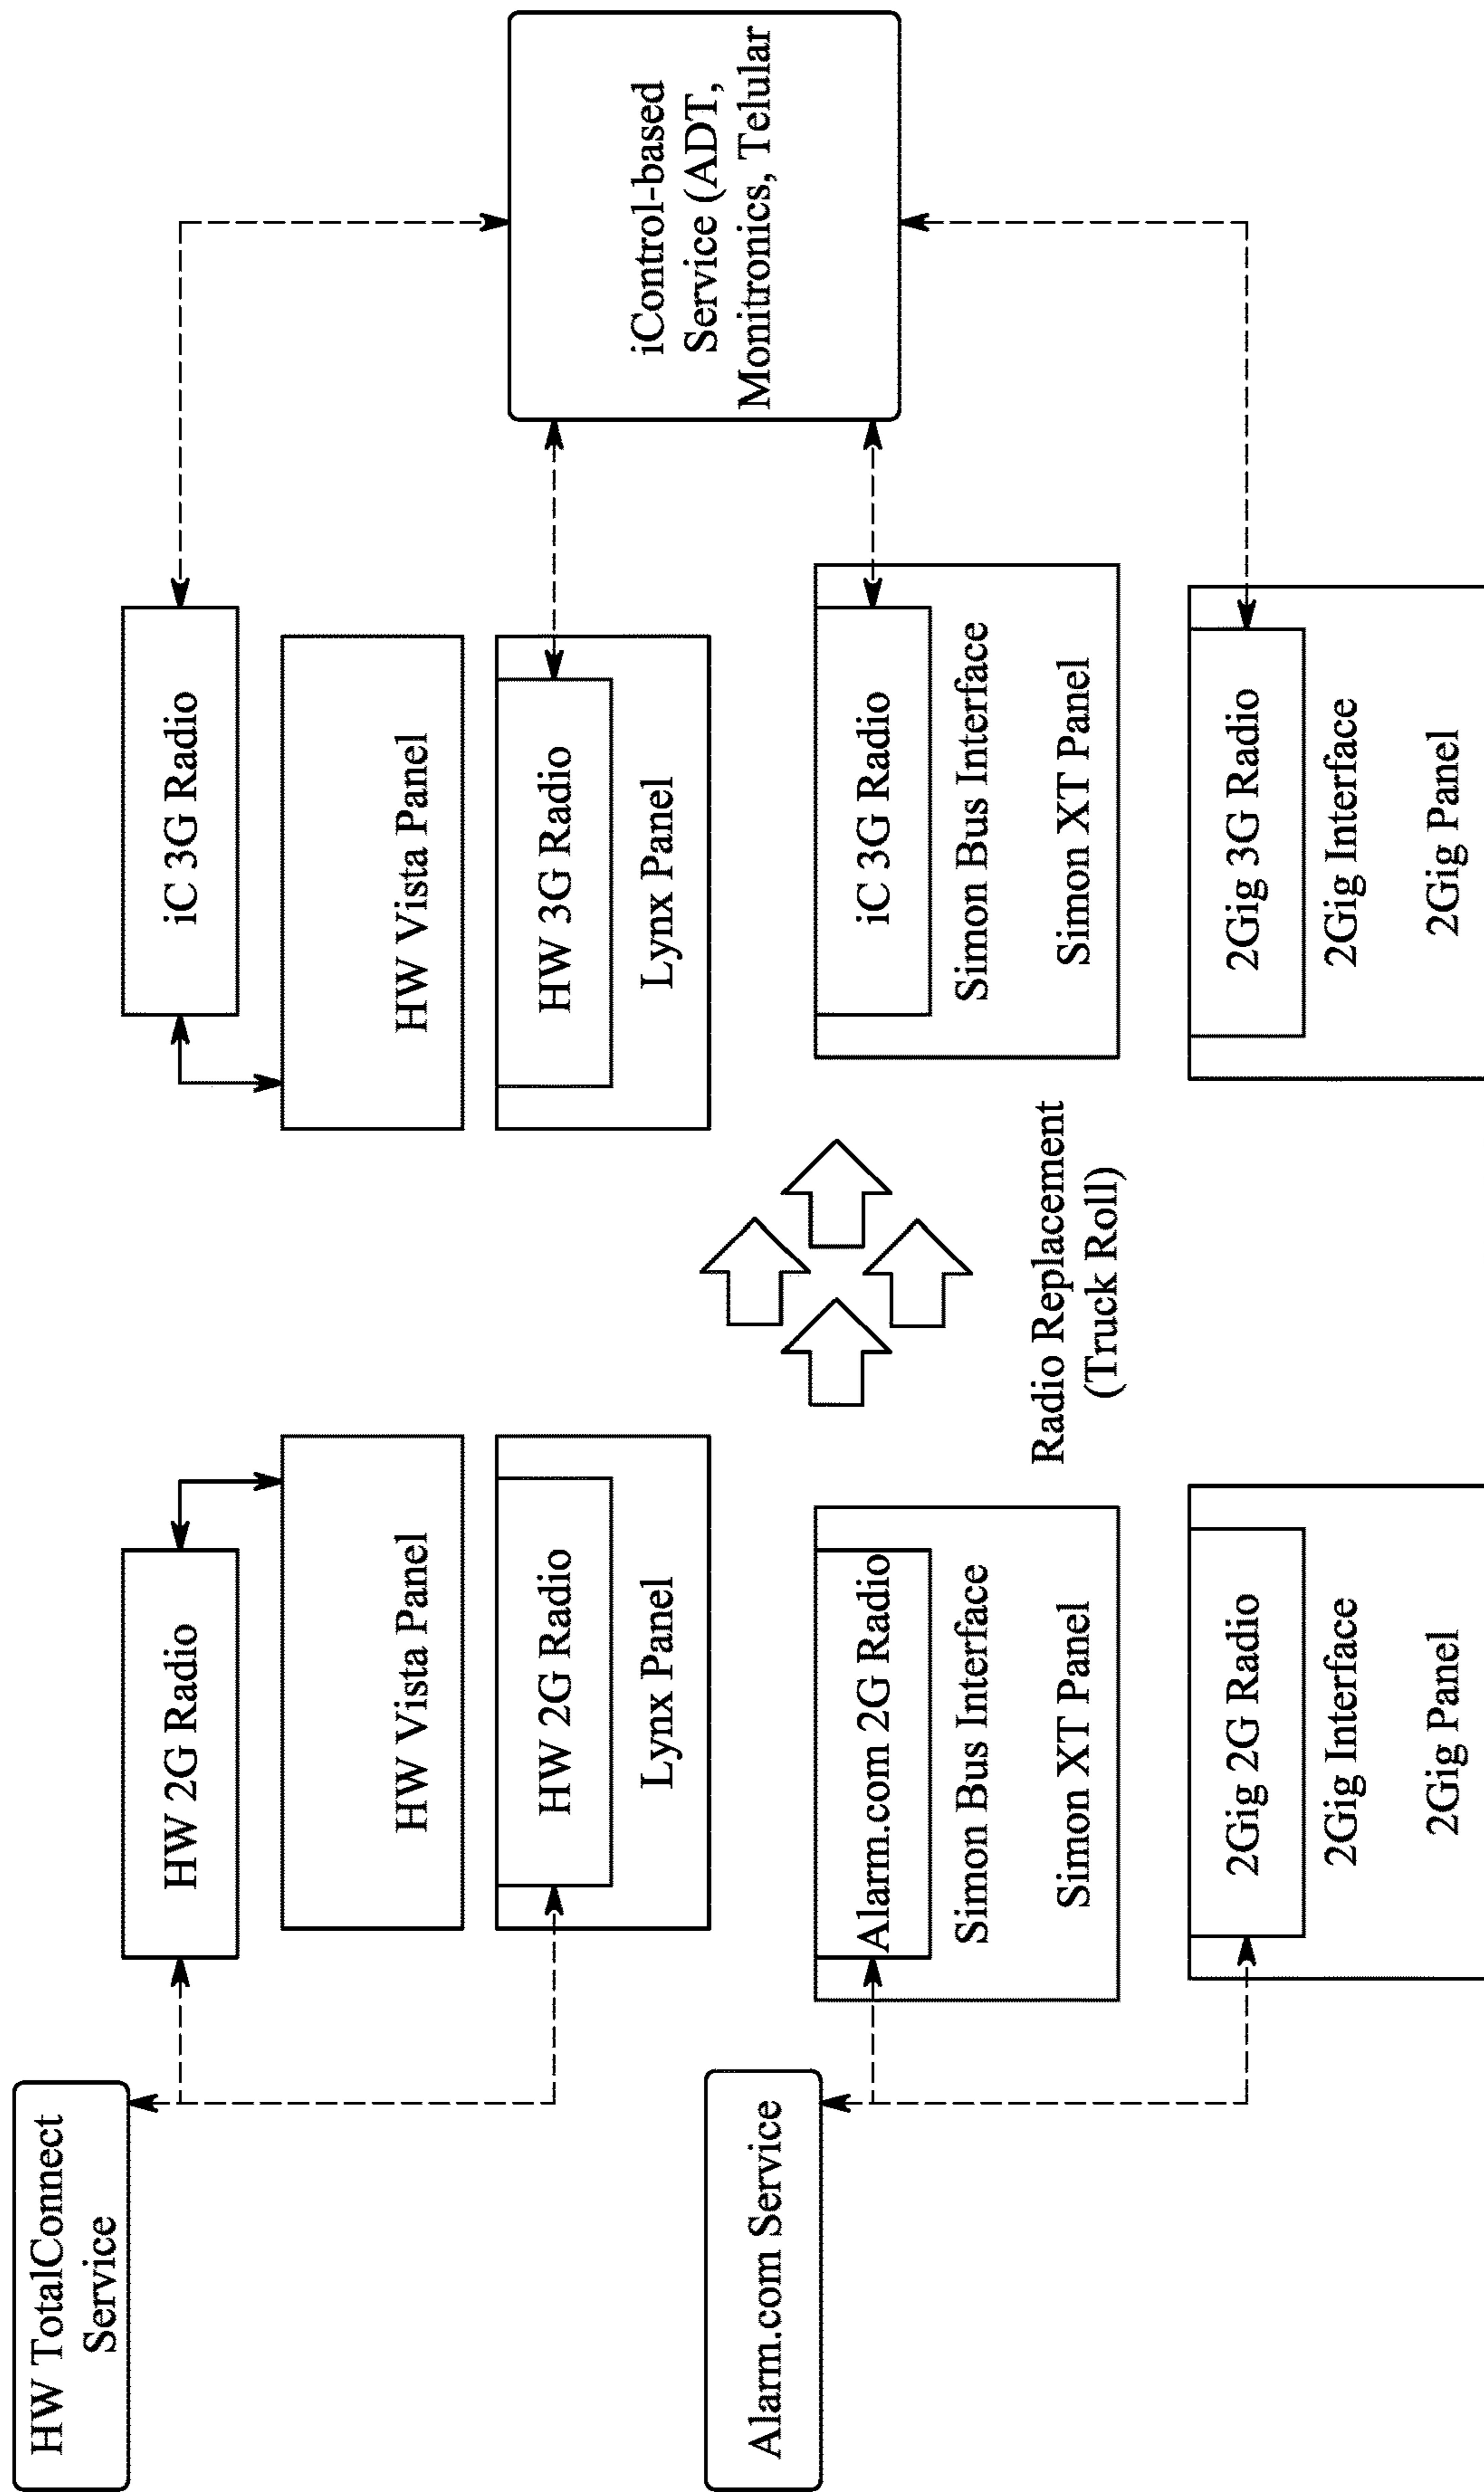 HW TotalConnect
Service
HW 2G Radio
HW Vista Panel
HW 2G Radio
Lynx Panel
Alarm.com Service
Alarm.com 2G Radio
Simon Bus Interface
Simon XT Panel
2Gig 2G Radio
2Gig Interface
2Gig Panel
Radio Replacement
(Truck Roll)
iC 3G Radio
HW Vista Panel
HW 3G Radio
Lynx Panel
iC 3G Radio
Simon Bus Interface
Simon XT Panel
2Gig 3G Radio
2Gig Interface
2Gig Panel
iControl-based
Service (ADT,
Monitronics, Telular